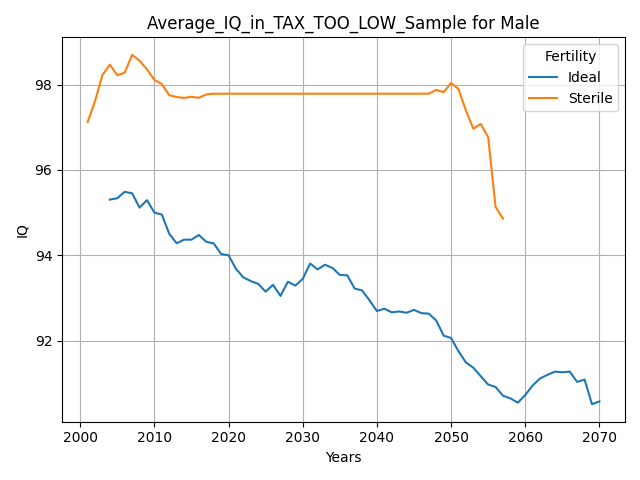 Average_IQ_in_TAX_TOO_LOW_Sample for Male
Fertility
Ideal
Sterile
IQ
98
96
94
92
2000 2010 2020 2030 2040 2050 2060 2070
Years